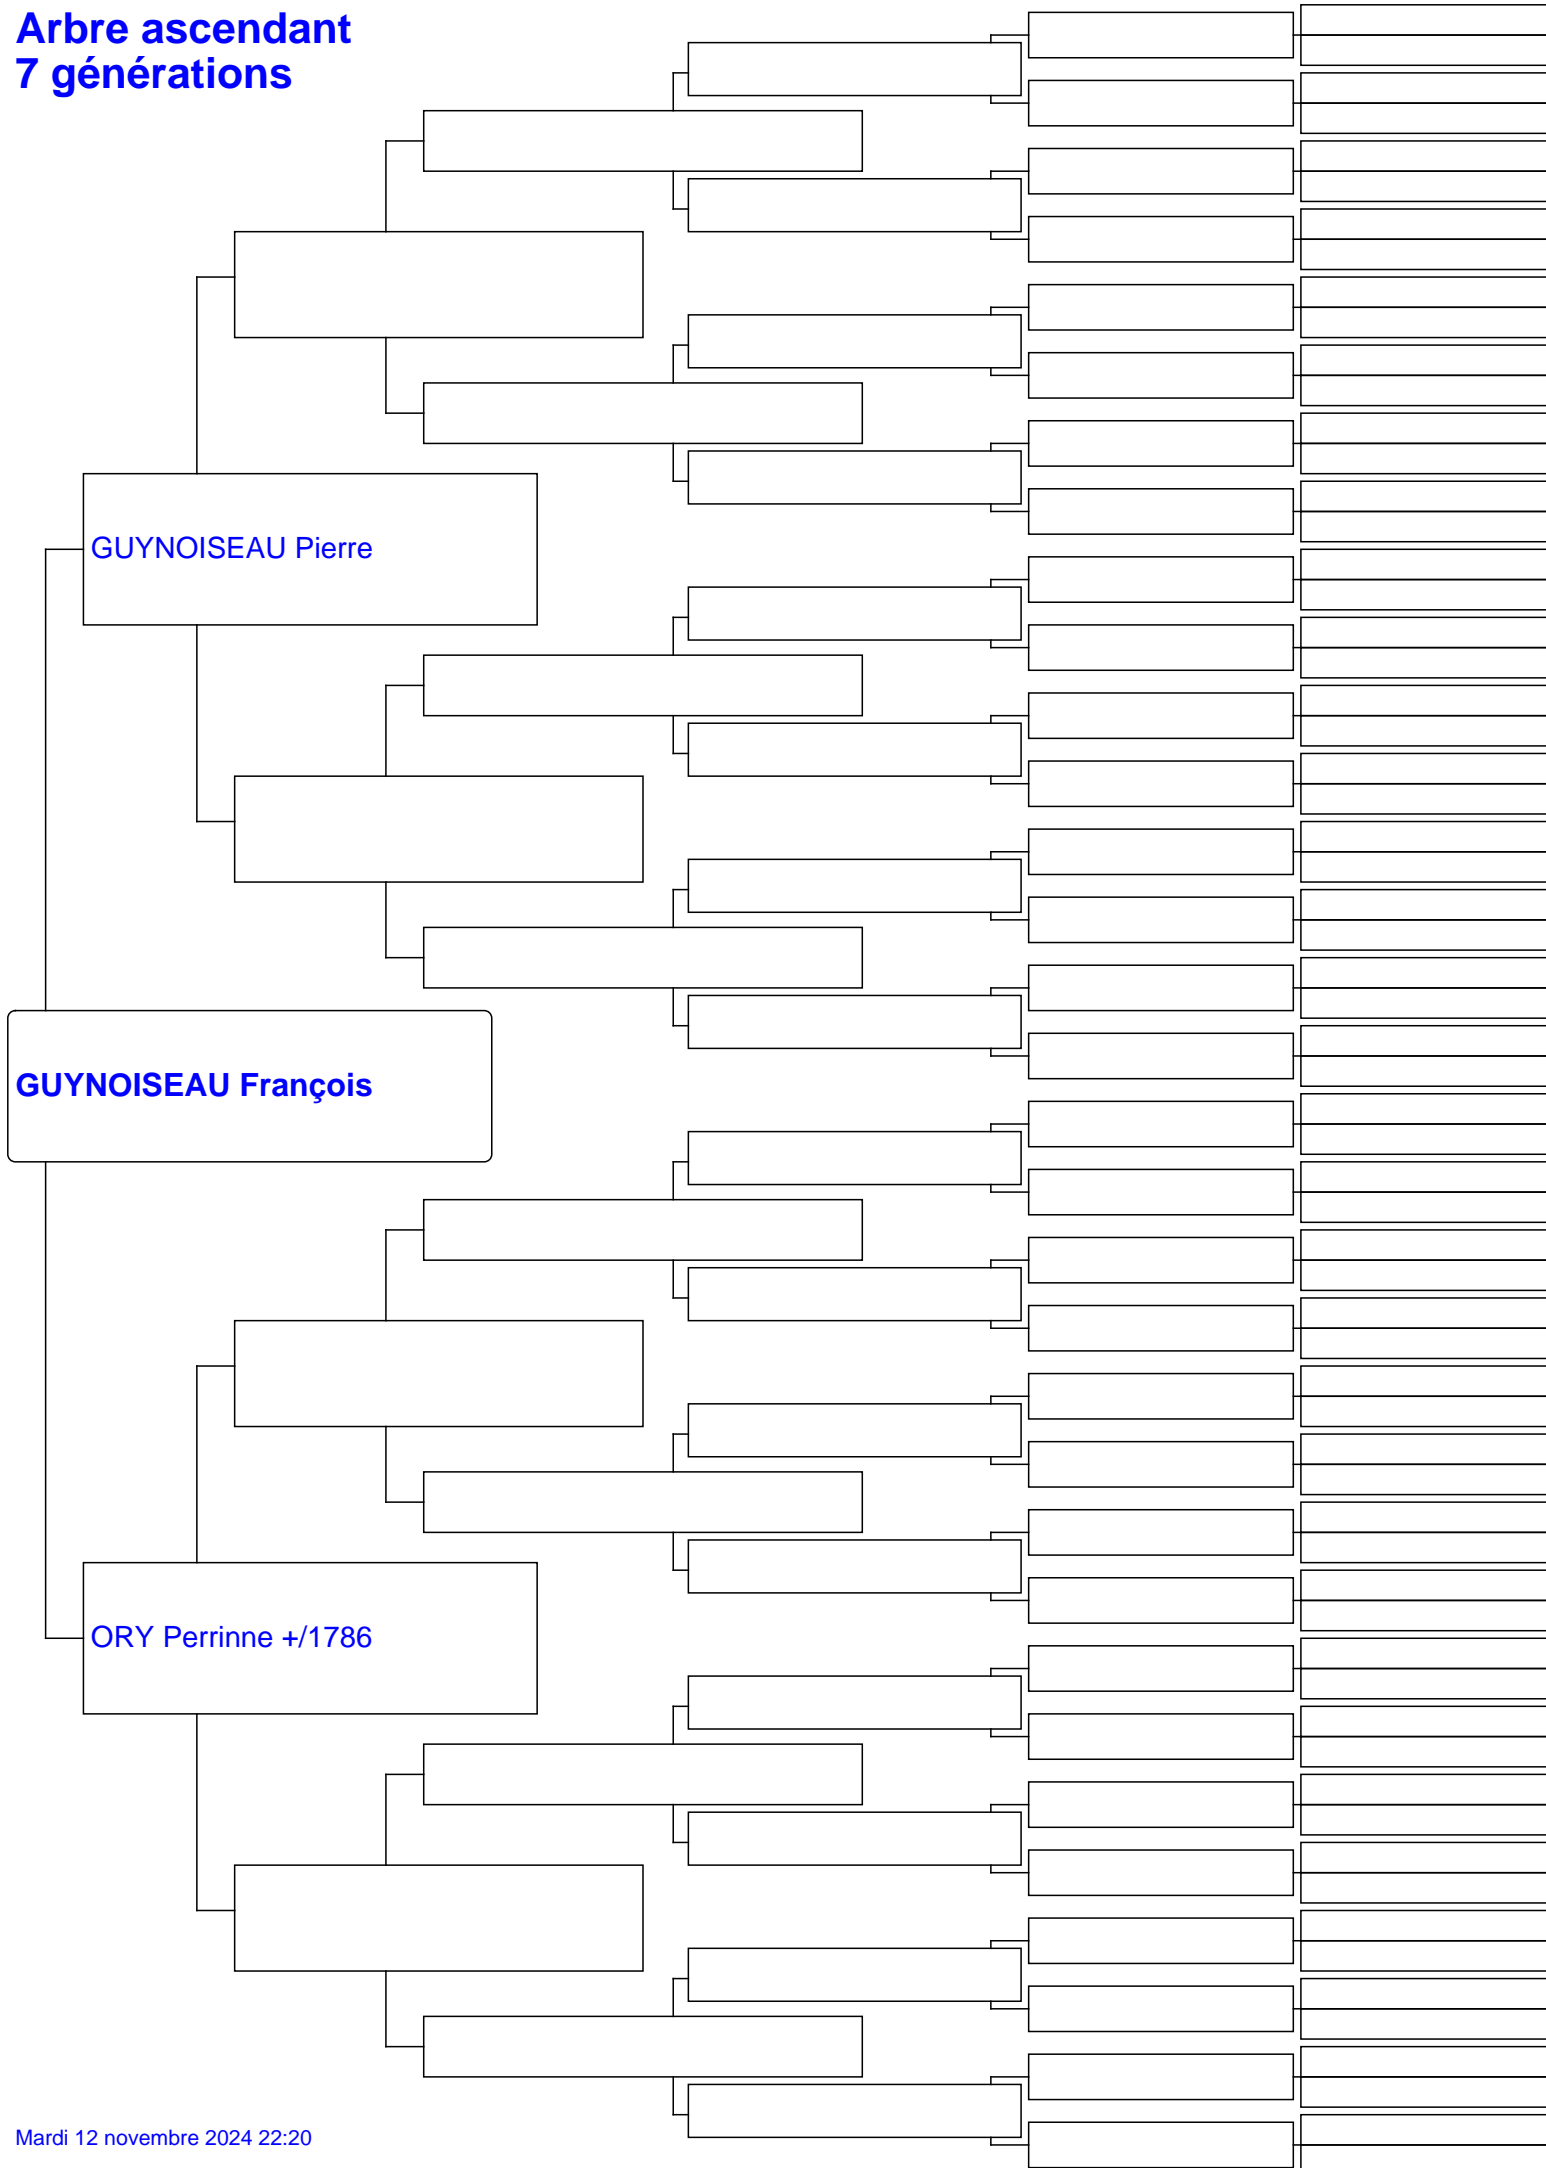 Arbre ascendant
7 générations
GUYNOISEAU Pierre
GUYNOISEAU François
ORY Perrinne +/1786
Mardi 12 novembre 2024 22:20